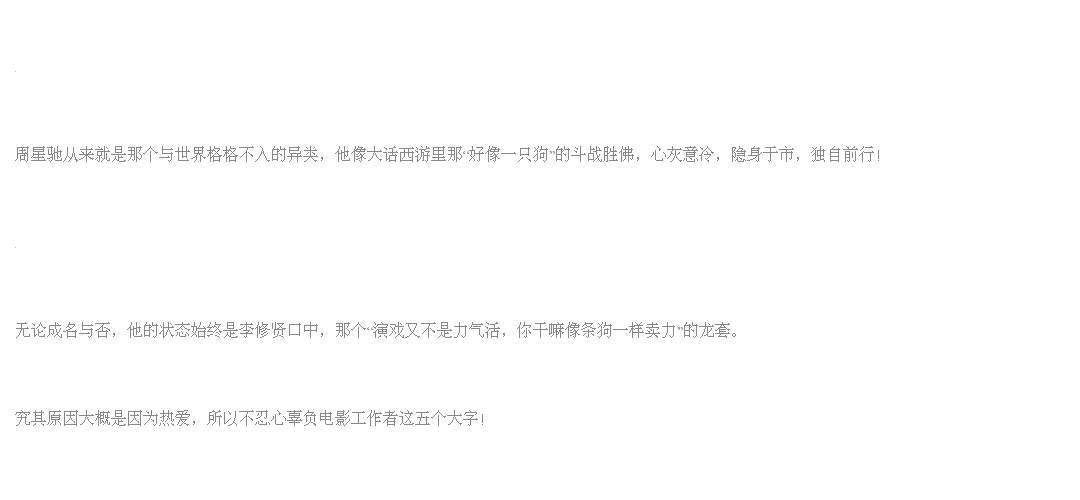 周星驰从来就是那个与世界格格不入的异类，他像大话西游里那“好像一只狗”的斗战胜佛，心灰意冷，隐身于市，独自前行！
无论成名与否，他的状态始终是李修贤口中，那个“演戏又不是力气活，你干嘛像条狗一样卖力”的龙套。
究其原因大概是因为热爱，所以不忍心辜负电影工作者这五个大字！